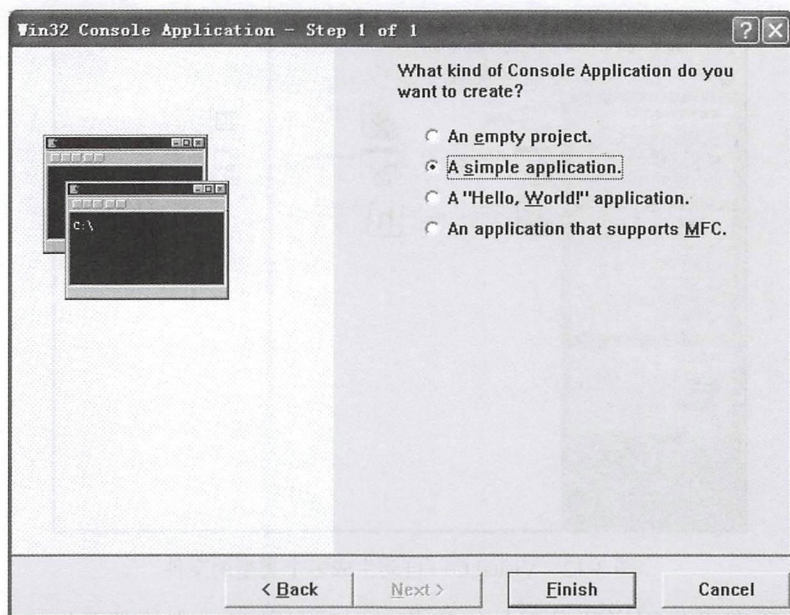 Win32 Console Application - Step 1 of 1
What kind of Console Application do you
want to create?
An empty project.
A simple application.
A "Hello, World!" application.
An application that supports MFC.
C:\
< Back
Next >
Finish
Cancel